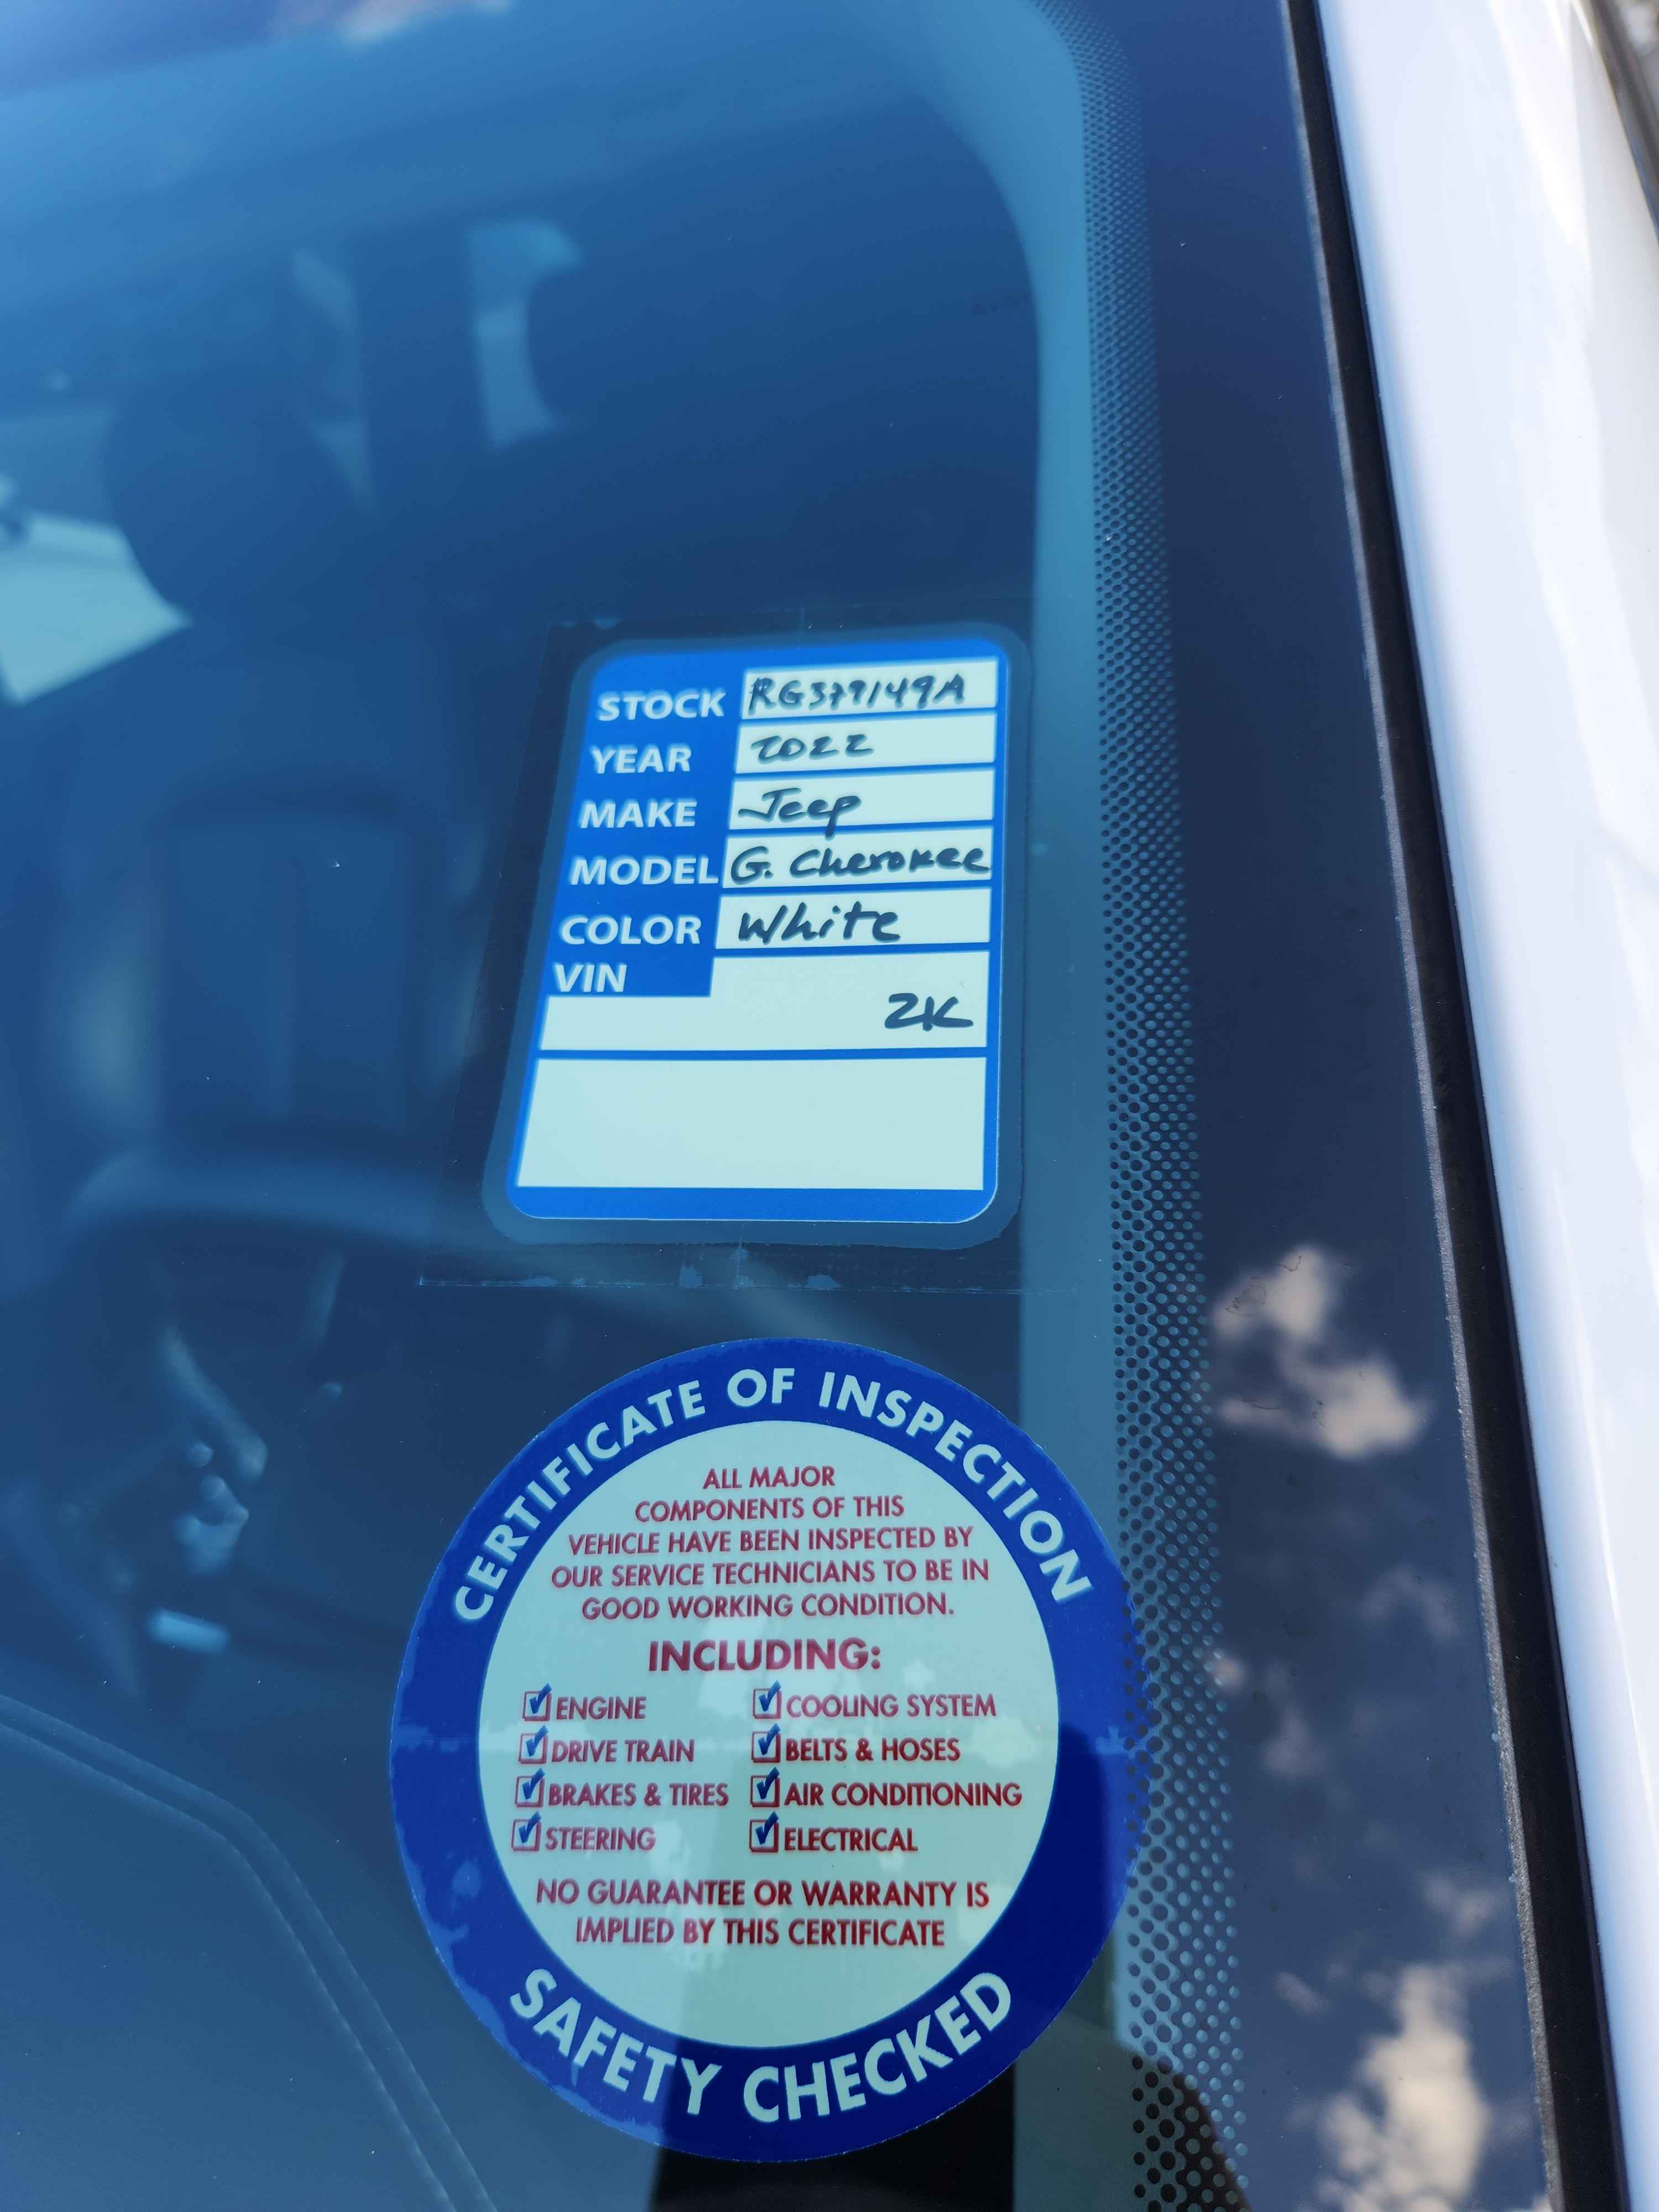 STOCK RG379149A
YEAR 2022
MAKE Jeep
MODEL G. Cherokee
COLOR White
VIN
2K
CERTIFICATE OF INSPECTION
ALL MAJOR
COMPONENTS OF THIS
VEHICLE HAVE BEEN INSPECTED BY
OUR SERVICE TECHNICIANS TO BE IN
GOOD WORKING CONDITION.
INCLUDING:
ENGINE COOLING SYSTEM
DRIVE TRAIN BELTS & HOSES
BRAKES & TIRES AIR CONDITIONING
STEERING ELECTRICAL
NO GUARANTEE OR WARRANTY IS
IMPLIED BY THIS CERTIFICATE
SAFETY CHECKED